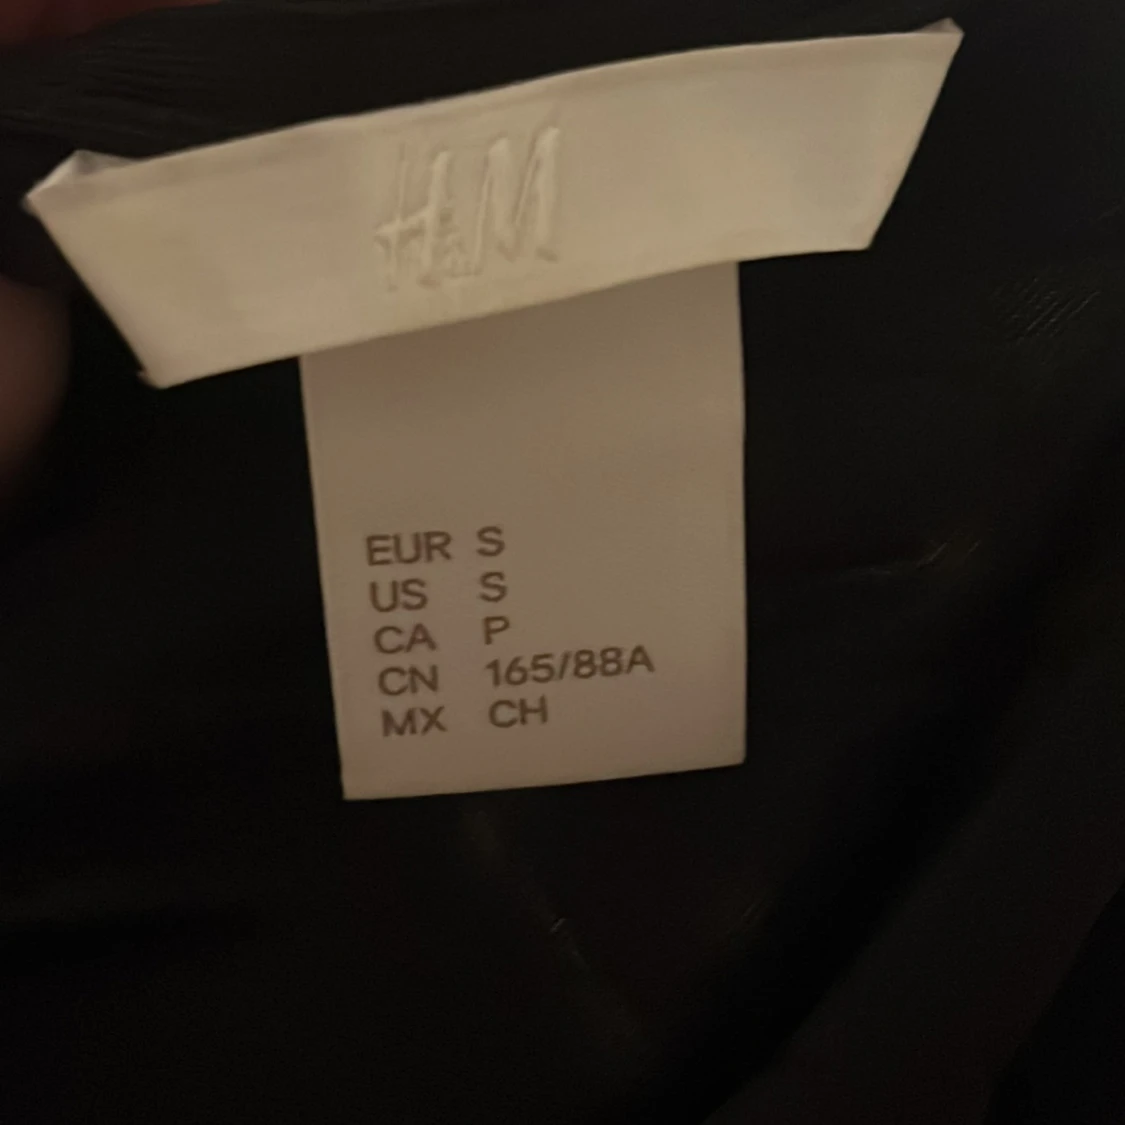 H&M
EUR S
US S
CA P
CN 165/88A
MX CH